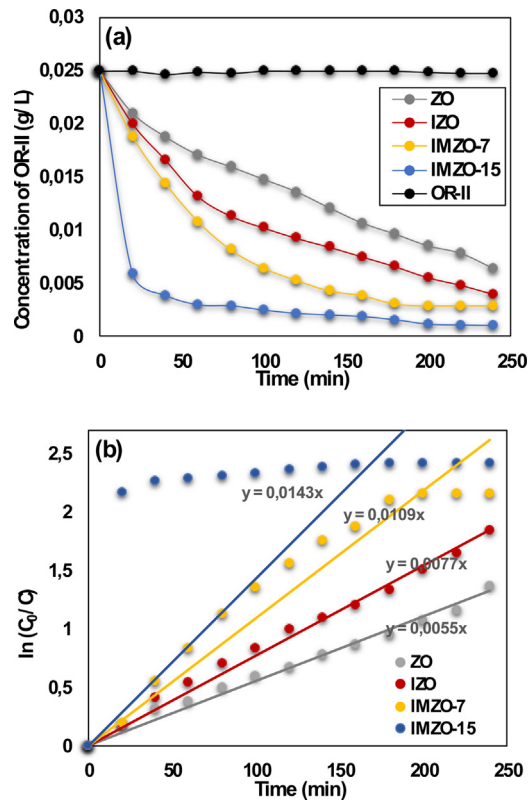 (a)
0,03
0,025
0,02
0,015
0,01
0,005
0
Concentration of OR-II (g/ L)
ZO
IZO
IMZO-7
IMZO-15
OR-II
0 50 100 150 200 250
Time (min)
(b)
2,5
2
1,5
1
0,5
0
ln (C₀/ C)
y = 0,0143x
y = 0,0109x
y = 0,0077x
y = 0,0055x
ZO
IZO
IMZO-7
IMZO-15
0 50 100 150 200 250
Time (min)